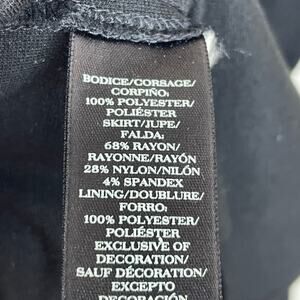 BODICE/CORSAGE/
CORPIÑO:
100% POLYESTER/
POLIÉSTER
SKIRT/JUPE/
FALDA:
68% RAYON/
RAYONNE/RAYÓN
28% NYLON/NILÓN
4% SPANDEX
LINING/DOUBLURE/
FORRO:
100% POLYESTER/
POLIÉSTER
EXCLUSIVE OF
DECORATION/
SAUF DÉCORATION/
EXCEPTO
DECORACIÓN